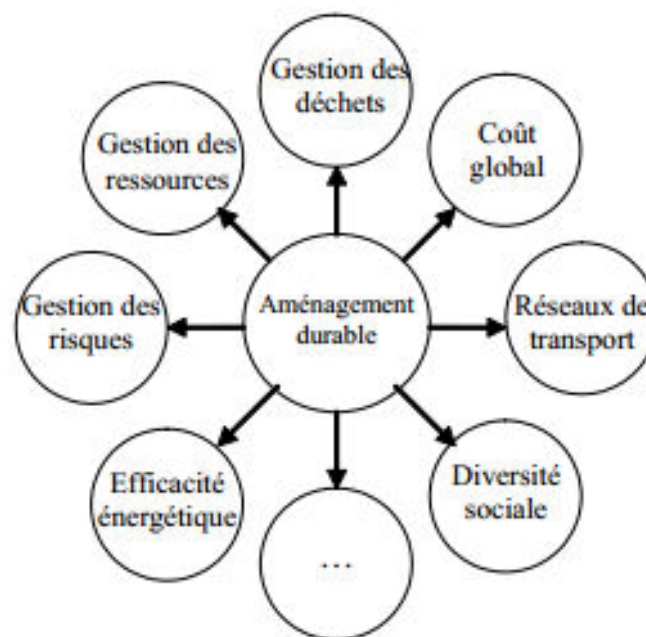 Gestion des
déchets
Coût
global
Gestion des
ressources
Aménagement
durable
Réseaux de
transport
Gestion des
risques
Diversité
sociale
Efficacité
énergétique
...